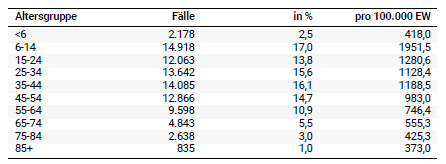 Altersgruppe Fälle in % pro 100.000 EW
<6 2.178 2,5 418,0
6-14 14.918 17,0 1951,5
15-24 12.063 13,8 1280,6
25-34 13.642 15,6 1128,4
35-44 14.085 16,1 1188,5
45-54 12.866 14,7 983,0
55-64 9.598 10,9 746,4
65-74 4.843 5,5 555,3
75-84 2.638 3,0 425,3
85+ 835 1,0 373,0